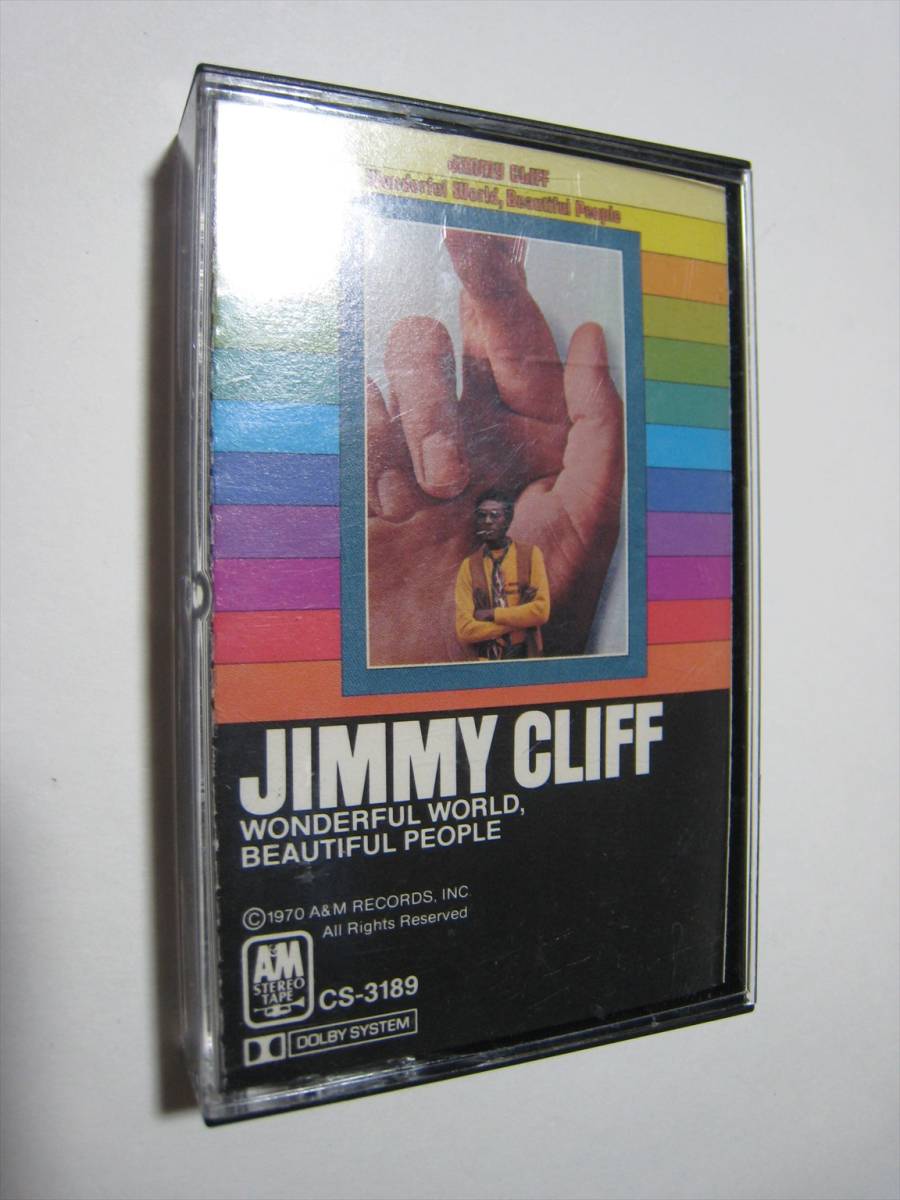 JIMMY CLIFF
Wonderful World, Beautiful People
JIMMY CLIFF
WONDERFUL WORLD,
BEAUTIFUL PEOPLE
©1970 A&M RECORDS, INC
All Rights Reserved
A&M
STEREO
TAPE
CS-3189
DOLBY SYSTEM